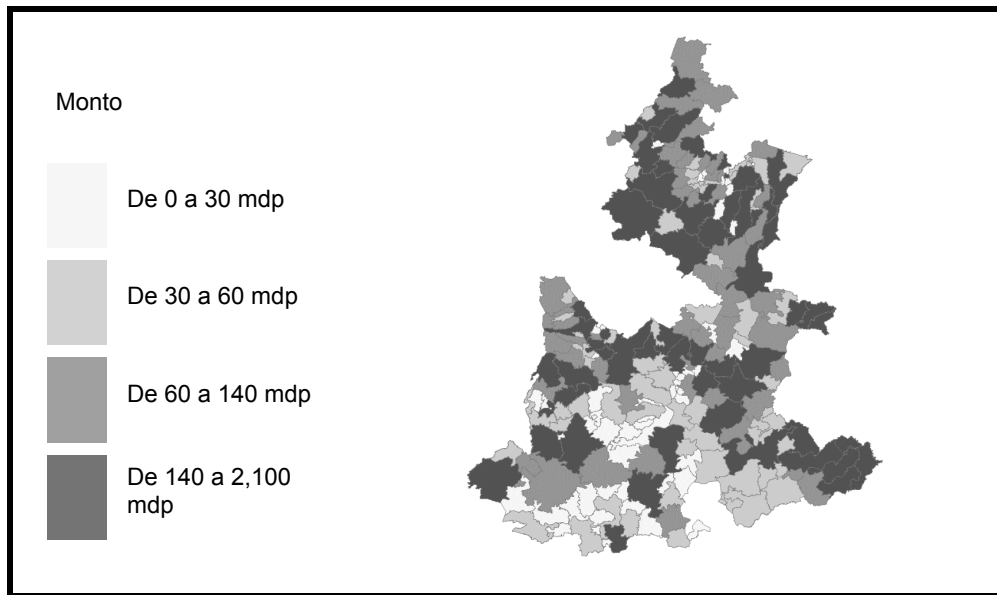 Monto
De 0 a 30 mdp
De 30 a 60 mdp
De 60 a 140 mdp
De 140 a 2,100
mdp